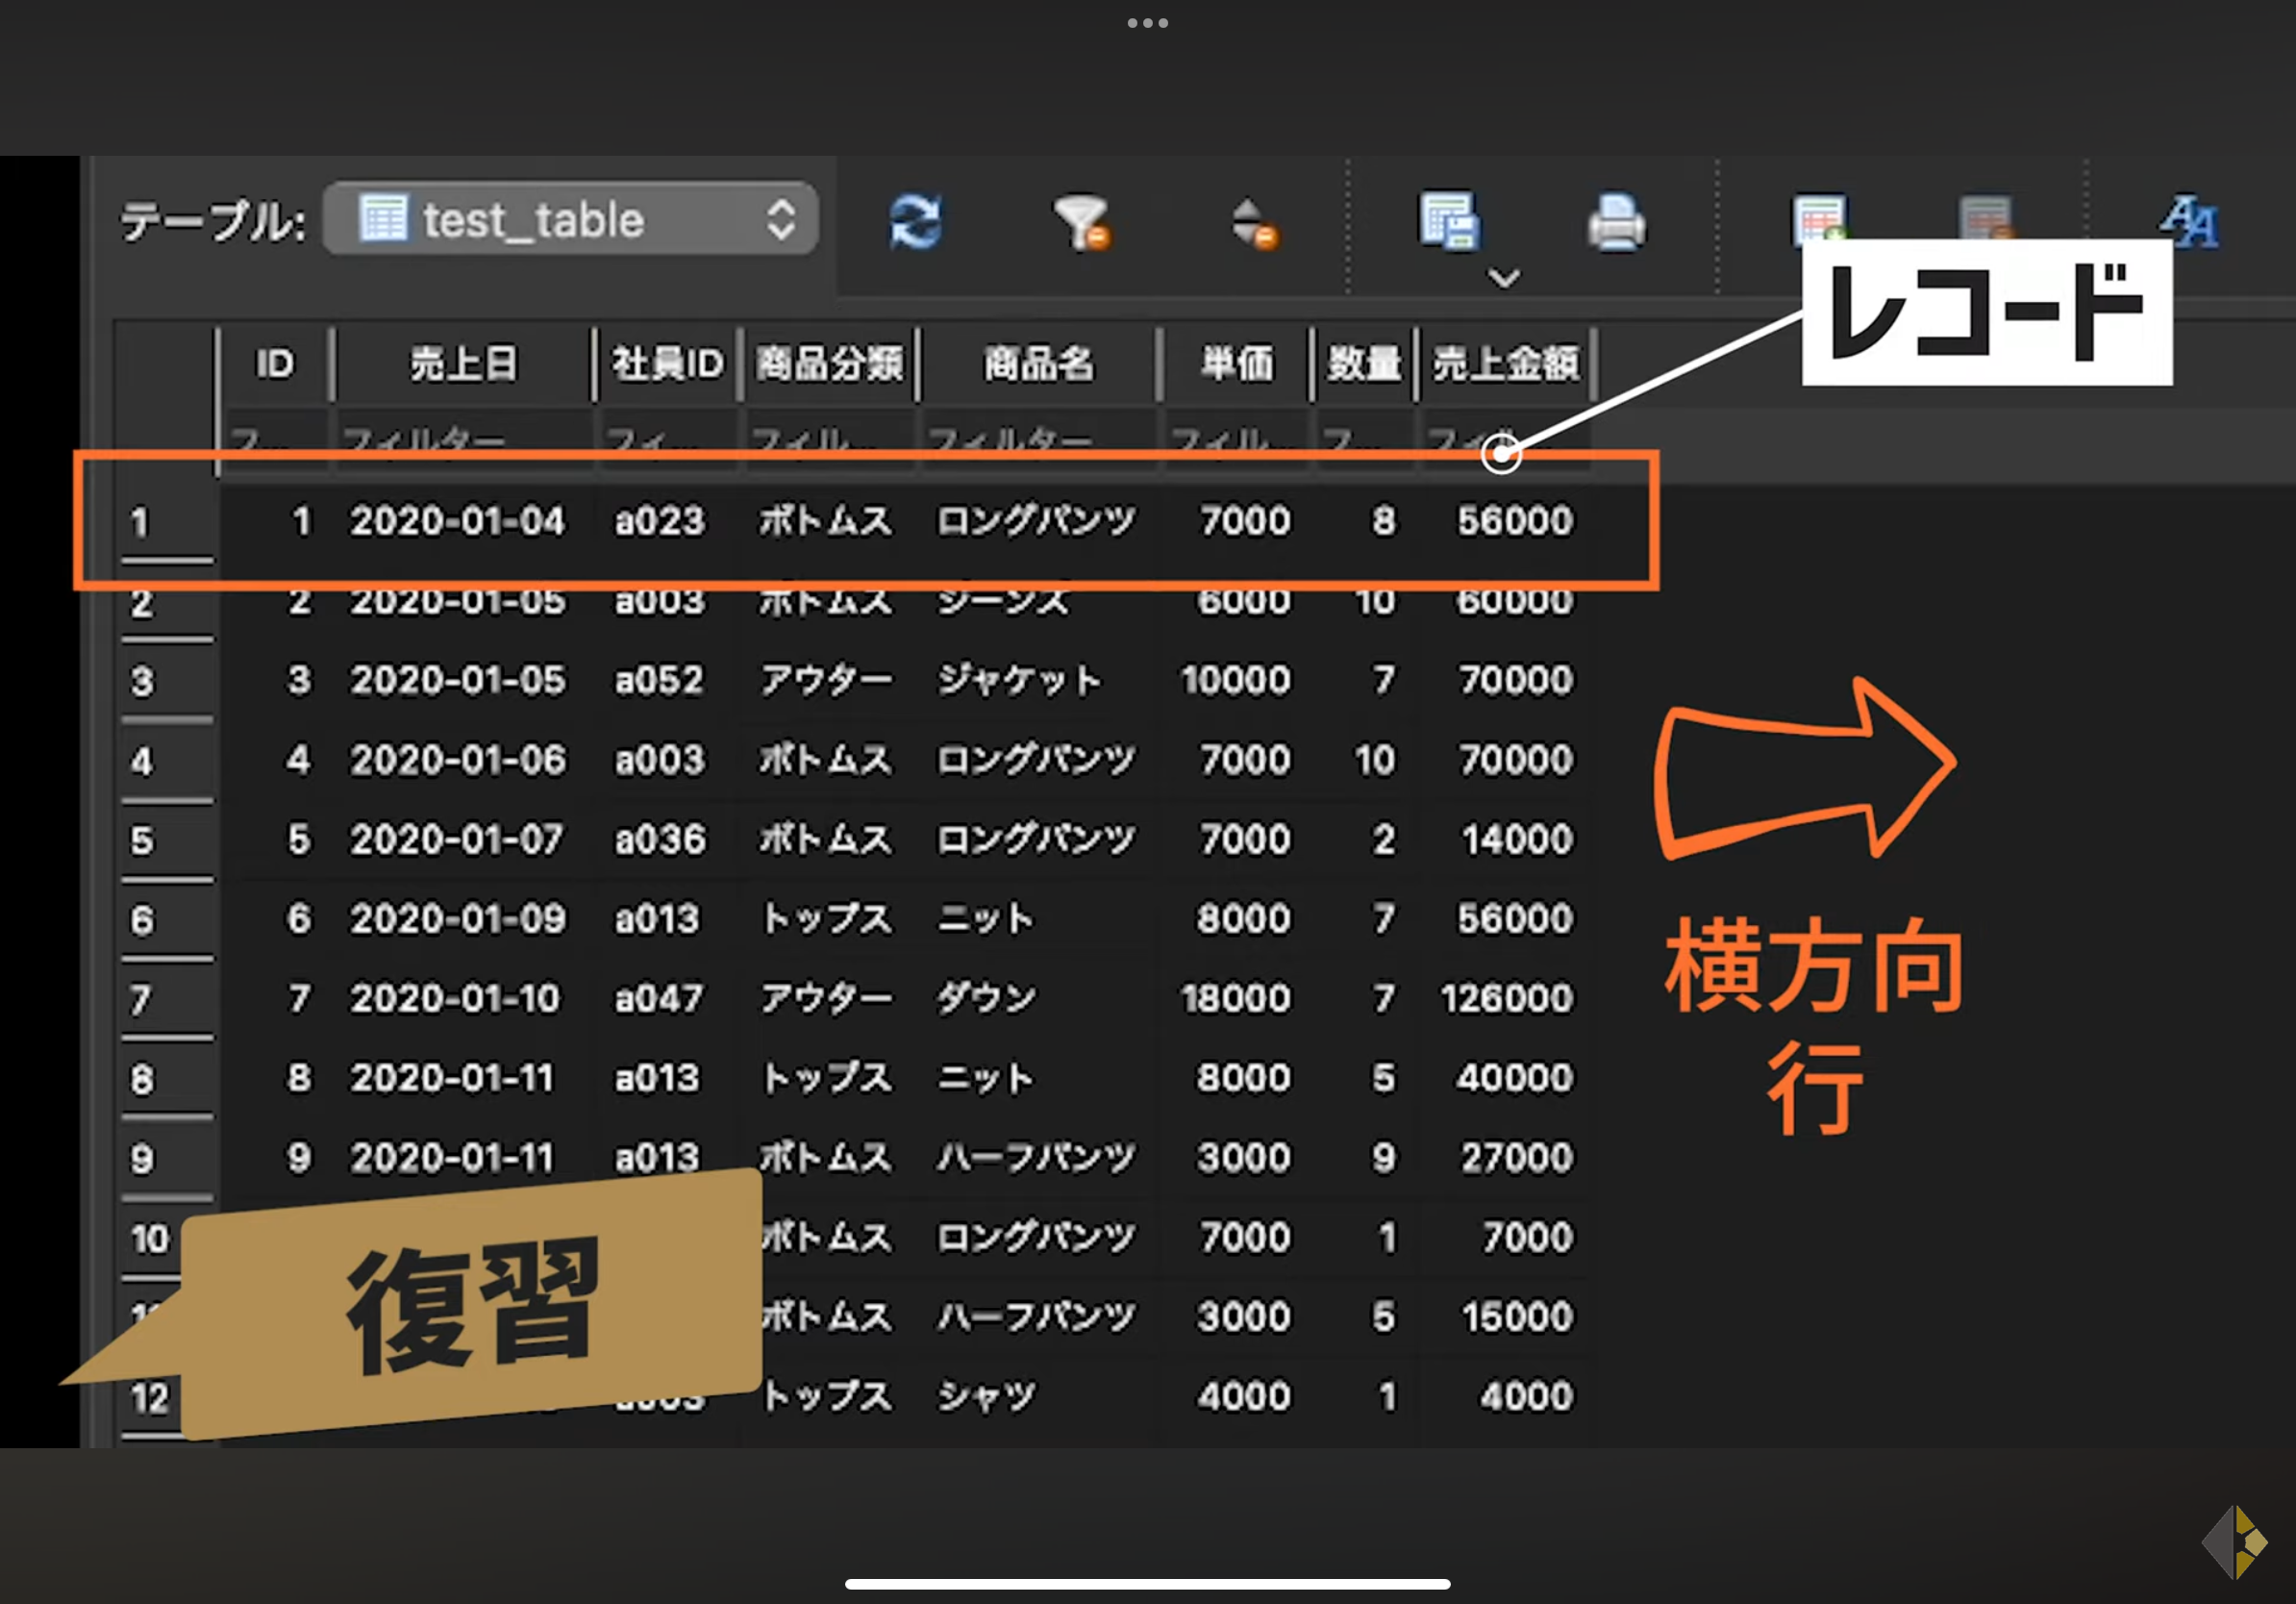 テーブル: test_table
レコード
ID 売上日 社員ID 商品分類 商品名 単価 数量 売上金額
フ... フィルター フィ... フィル... フィルター フィル... フ...
1 1 2020-01-04 a023 ボトムス ロングパンツ 7000 8 56000
2 2 2020-01-05 a003 ボトムス ジーンズ 6000 10 60000
3 3 2020-01-05 a052 アウター ジャケット 10000 7 70000
4 4 2020-01-06 a003 ボトムス ロングパンツ 7000 10 70000
5 5 2020-01-07 a036 ボトムス ロングパンツ 7000 2 14000
6 6 2020-01-09 a013 トップス ニット 8000 7 56000
7 7 2020-01-10 a047 アウター ダウン 18000 7 126000
8 8 2020-01-11 a013 トップス ニット 8000 5 40000
9 9 2020-01-11 a013 ボトムス ハーフパンツ 3000 9 27000
10 ボトムス ロングパンツ 7000 1 7000
ボトムス ハーフパンツ 3000 5 15000
12 トップス シャツ 4000 1 4000
横方向
行
復習